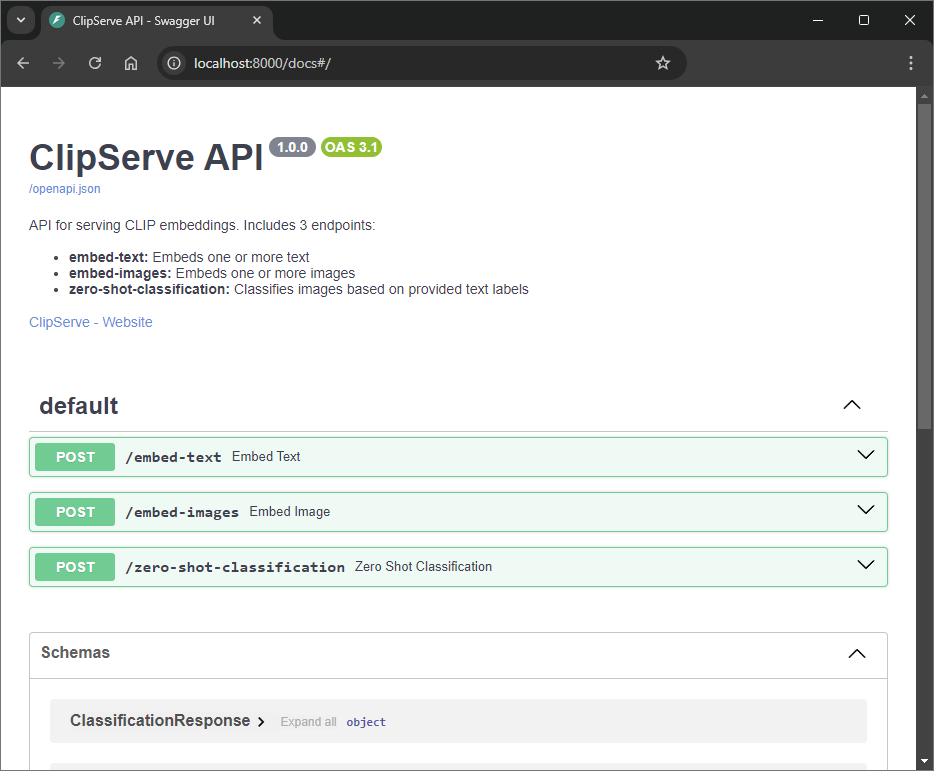 ClipServe API - Swagger UI
localhost:8000/docs#/
ClipServe API 1.0.0 OAS 3.1
/openapi.json
API for serving CLIP embeddings. Includes 3 endpoints:
• embed-text: Embeds one or more text
• embed-images: Embeds one or more images
• zero-shot-classification: Classifies images based on provided text labels
ClipServe - Website
default
POST /embed-text Embed Text
POST /embed-images Embed Image
POST /zero-shot-classification Zero Shot Classification
Schemas
ClassificationResponse Expand all object